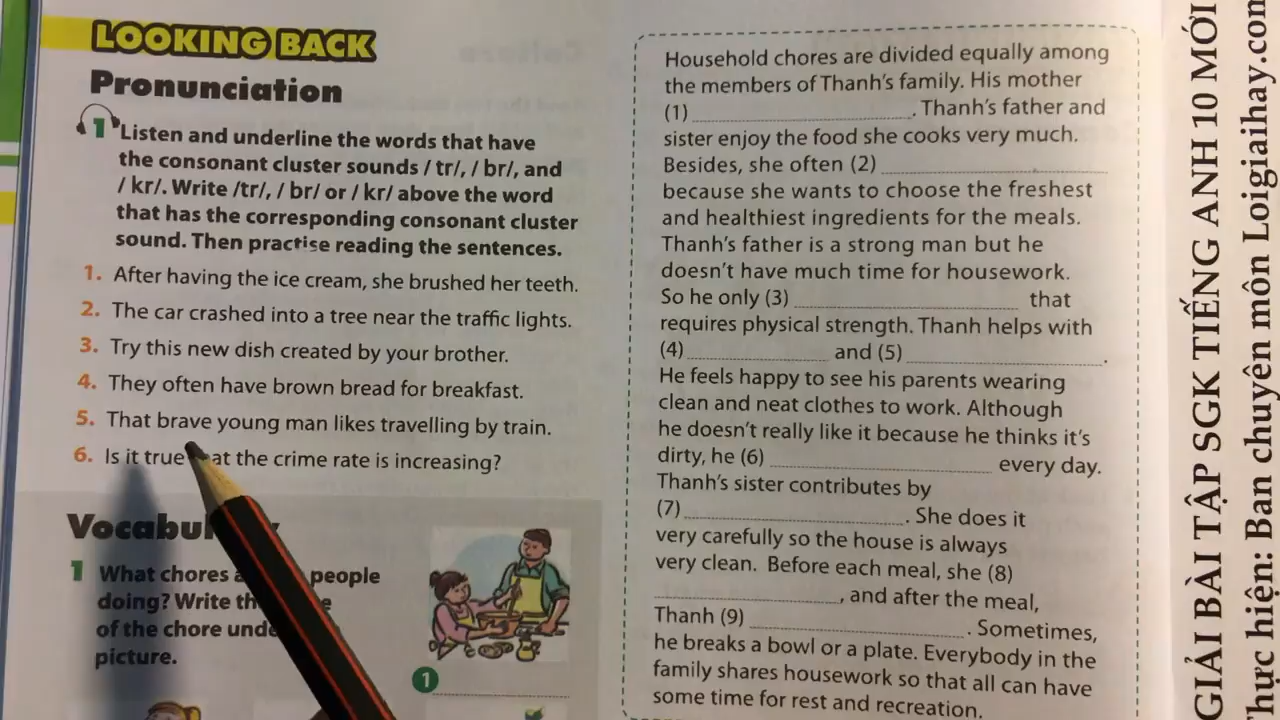 LOOKING BACK
Pronunciation
1 Listen and underline the words that have
the consonant cluster sounds / tr/, / br/, and
/ kr/. Write /tr/, / br/ or / kr/ above the word
that has the corresponding consonant cluster
sound. Then practise reading the sentences.
1. After having the ice cream, she brushed her teeth.
2. The car crashed into a tree near the traffic lights.
3. Try this new dish created by your brother.
4. They often have brown bread for breakfast.
5. That brave young man likes travelling by train.
6. Is it true at the crime rate is increasing?
Vocabul
1 What chores people
doing? Write th
of the chore und
picture.
1
Household chores are divided equally among
the members of Thanh's family. His mother
(1) . Thanh's father and
sister enjoy the food she cooks very much.
Besides, she often (2)
because she wants to choose the freshest
and healthiest ingredients for the meals.
Thanh's father is a strong man but he
doesn't have much time for housework.
So he only (3) that
requires physical strength. Thanh helps with
(4) and (5) .
He feels happy to see his parents wearing
clean and neat clothes to work. Although
he doesn't really like it because he thinks it's
dirty, he (6) every day.
Thanh's sister contributes by
(7) . She does it
very carefully so the house is always
very clean. Before each meal, she (8)
, and after the meal,
Thanh (9) . Sometimes,
he breaks a bowl or a plate. Everybody in the
family shares housework so that all can have
some time for rest and recreation.
GIẢI BÀI TẬP SGK TIẾNG ANH 10 MỚI
Thực hiện: Ban chuyên môn Loigiaihay.com